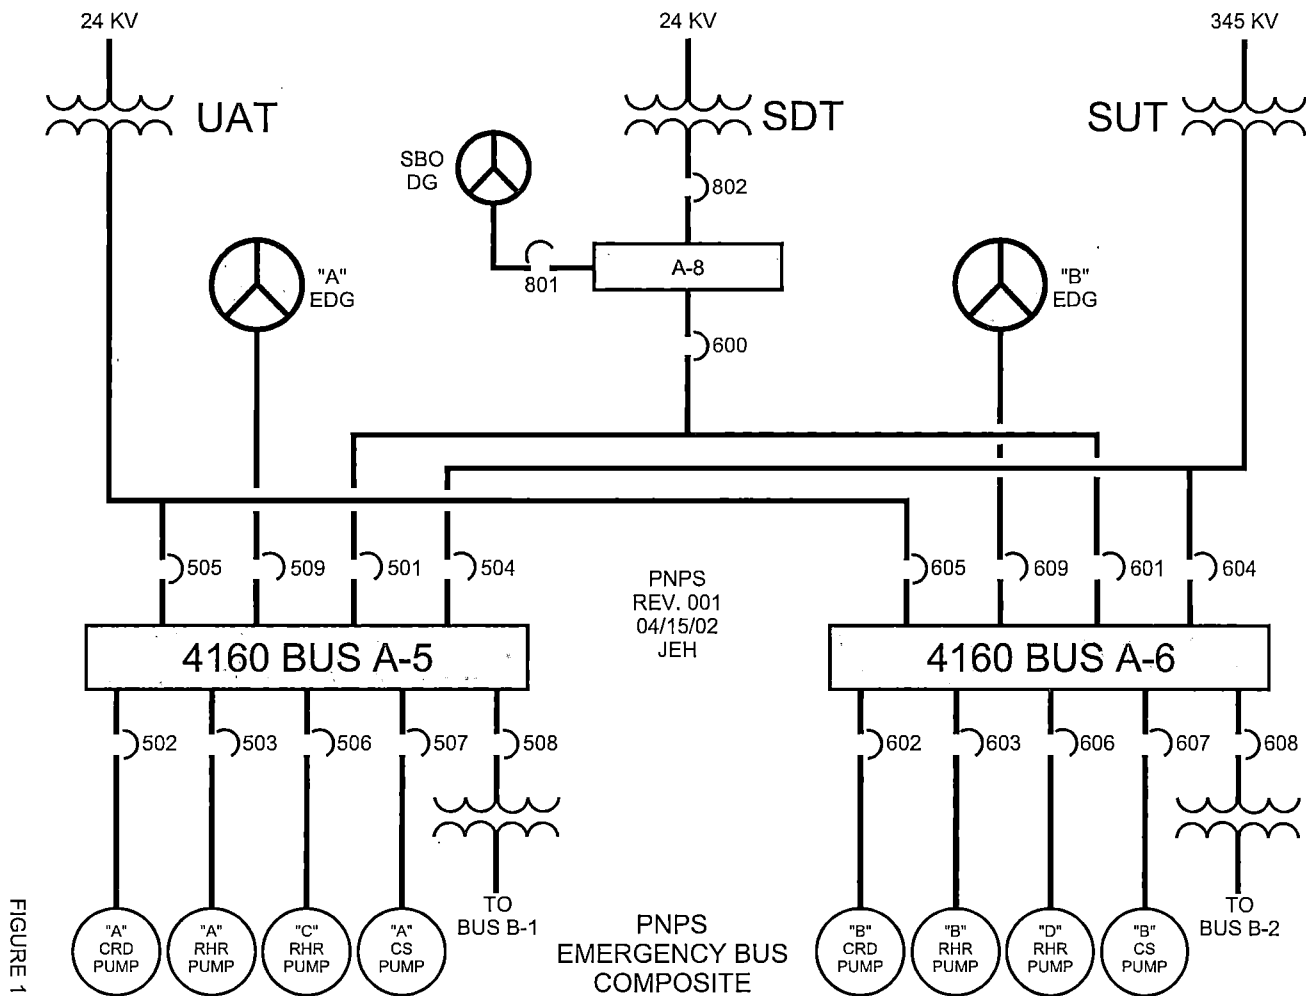 24 KV
24 KV
345 KV
UAT
SDT
SUT
SBO
DG
802
A-8
801
"A"
EDG
"B"
EDG
600
505
509
501
504
605
609
601
604
PNPS
REV. 001
04/15/02
JEH
4160 BUS A-5
4160 BUS A-6
502
503
506
507
508
602
603
606
607
608
"A"
CRD
PUMP
"A"
RHR
PUMP
"C"
RHR
PUMP
"A"
CS
PUMP
TO
BUS B-1
PNPS
EMERGENCY BUS
COMPOSITE
"B"
CRD
PUMP
"B"
RHR
PUMP
"D"
RHR
PUMP
"B"
CS
PUMP
TO
BUS B-2
FIGURE 1